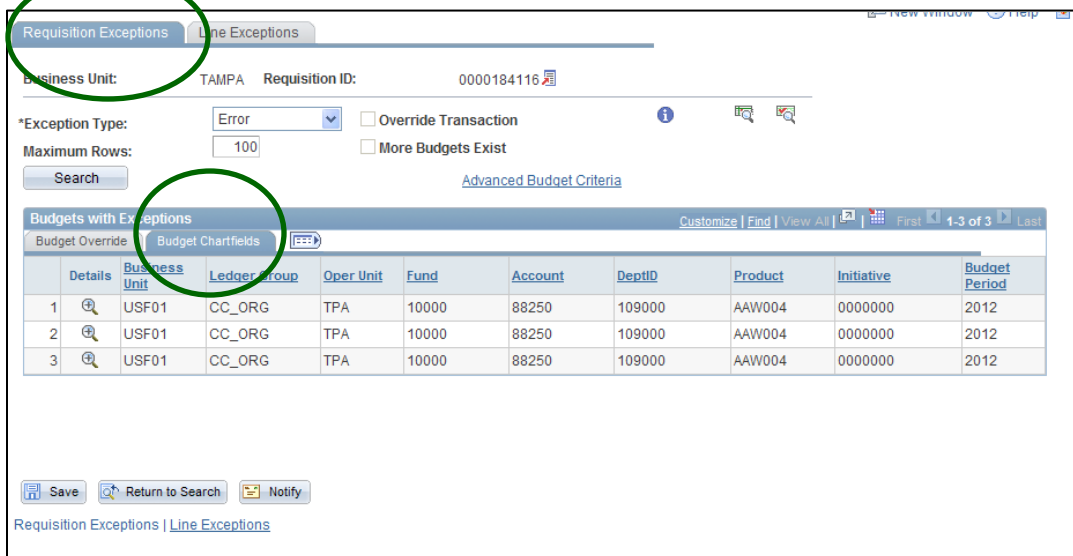 New Window Help
Requisition Exceptions Line Exceptions
Business Unit: TAMPA Requisition ID: 0000184116
*Exception Type: Error Override Transaction
Maximum Rows: 100 More Budgets Exist
Search Advanced Budget Criteria
Budgets with Exceptions Customize | Find | View All | | First 1-3 of 3 Last
Budget Override Budget Chartfields
Details Business Unit Ledger Group Oper Unit Fund Account DeptID Product Initiative Budget Period
1 USF01 CC_ORG TPA 10000 88250 109000 AAW004 0000000 2012
2 USF01 CC_ORG TPA 10000 88250 109000 AAW004 0000000 2012
3 USF01 CC_ORG TPA 10000 88250 109000 AAW004 0000000 2012
Save Return to Search Notify
Requisition Exceptions | Line Exceptions